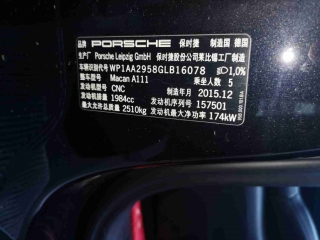 品牌 PORSCHE 保时捷 制造国 德国
生产厂 Porsche Leipzig GmbH 保时捷股份公司莱比锡工厂制造
车辆识别代号 WP1AA2958GLB16078 1,0%
整车型号 Macan A111 乘坐人数 5
发动机型号 CNC 制造年月 2015.12
发动机排量 1984cc 发动机号 157501
最大允许总质量 2510kg 发动机最大净功率 174kW